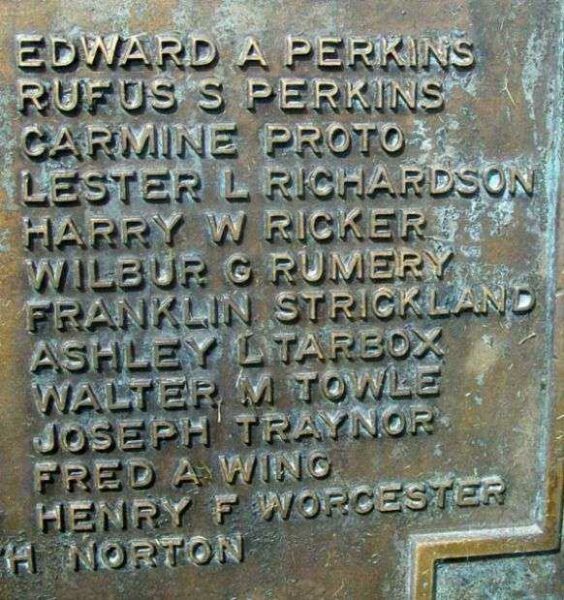 EDWARD A PERKINS
RUFUS S PERKINS
CARMINE PROTO
LESTER L RICHARDSON
HARRY W RICKER
WILBUR G RUMERY
FRANKLIN STRICKLAND
ASHLEY L TARBOX
WALTER M TOWLE
JOSEPH TRAYNOR
FRED A WING
HENRY F WORCESTER
NORTON